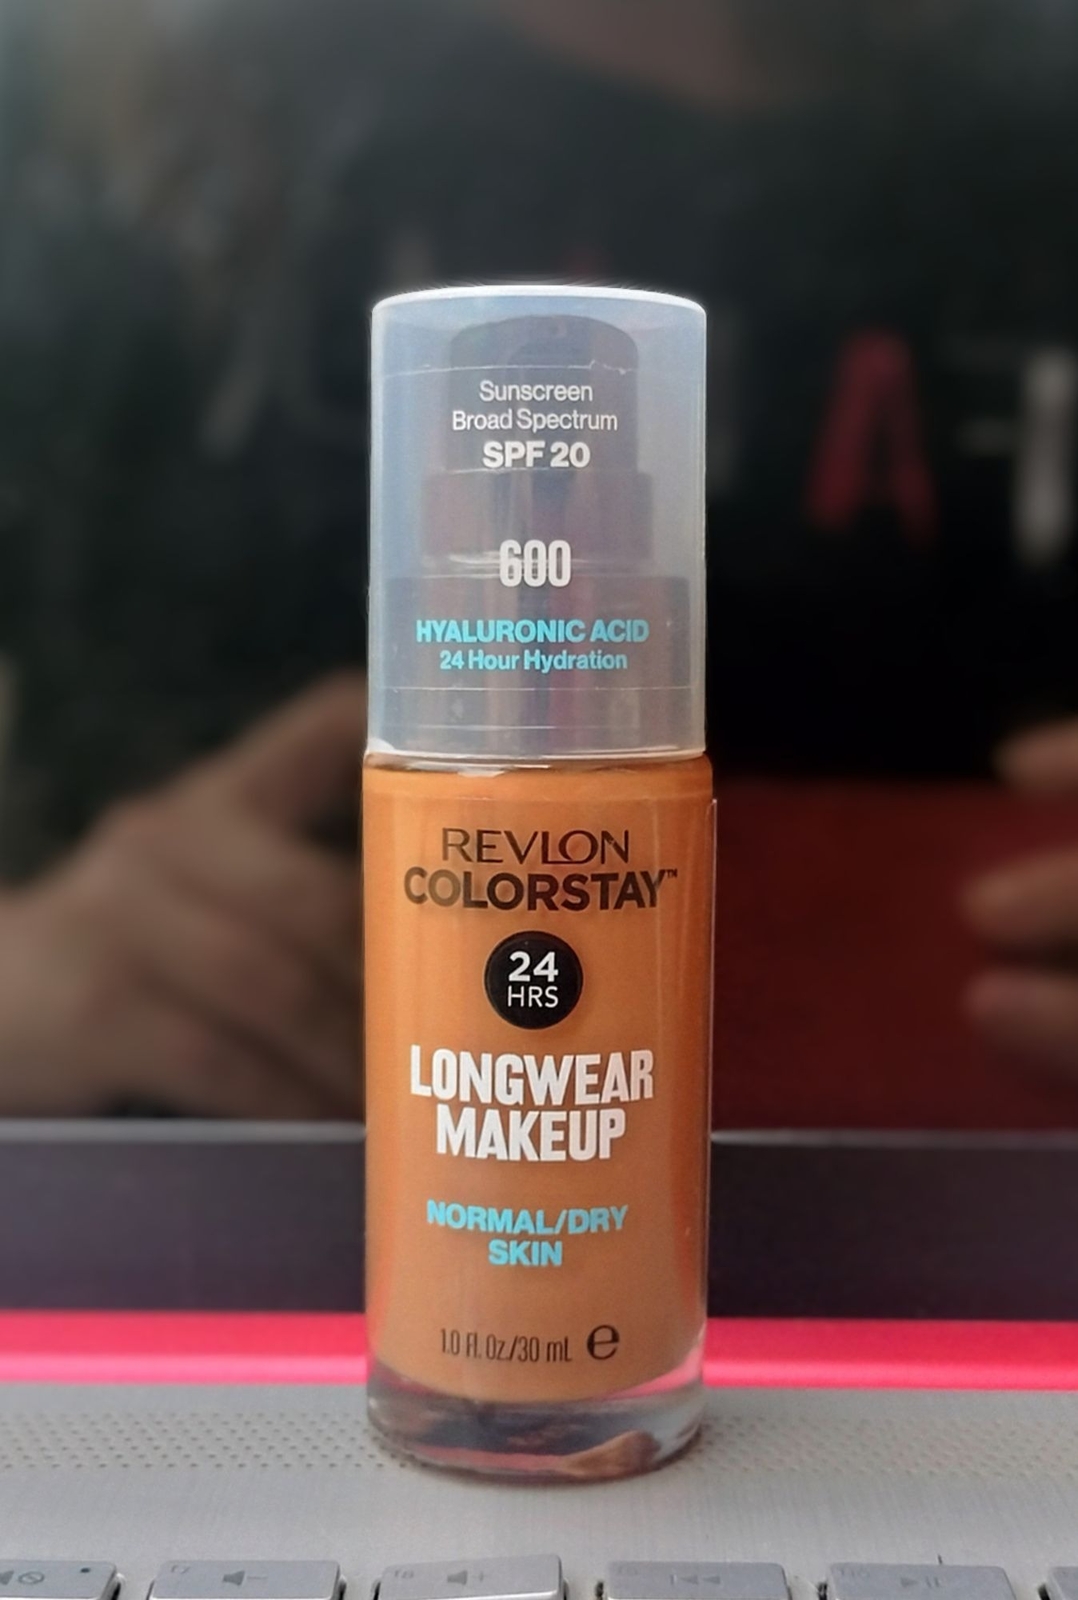 Sunscreen
Broad Spectrum
SPF 20
600
HYALURONIC ACID
24 Hour Hydration
REVLON
COLORSTAY™
24
HRS
LONGWEAR
MAKEUP
NORMAL/DRY
SKIN
1.0 Fl. Oz./30 mL ℮